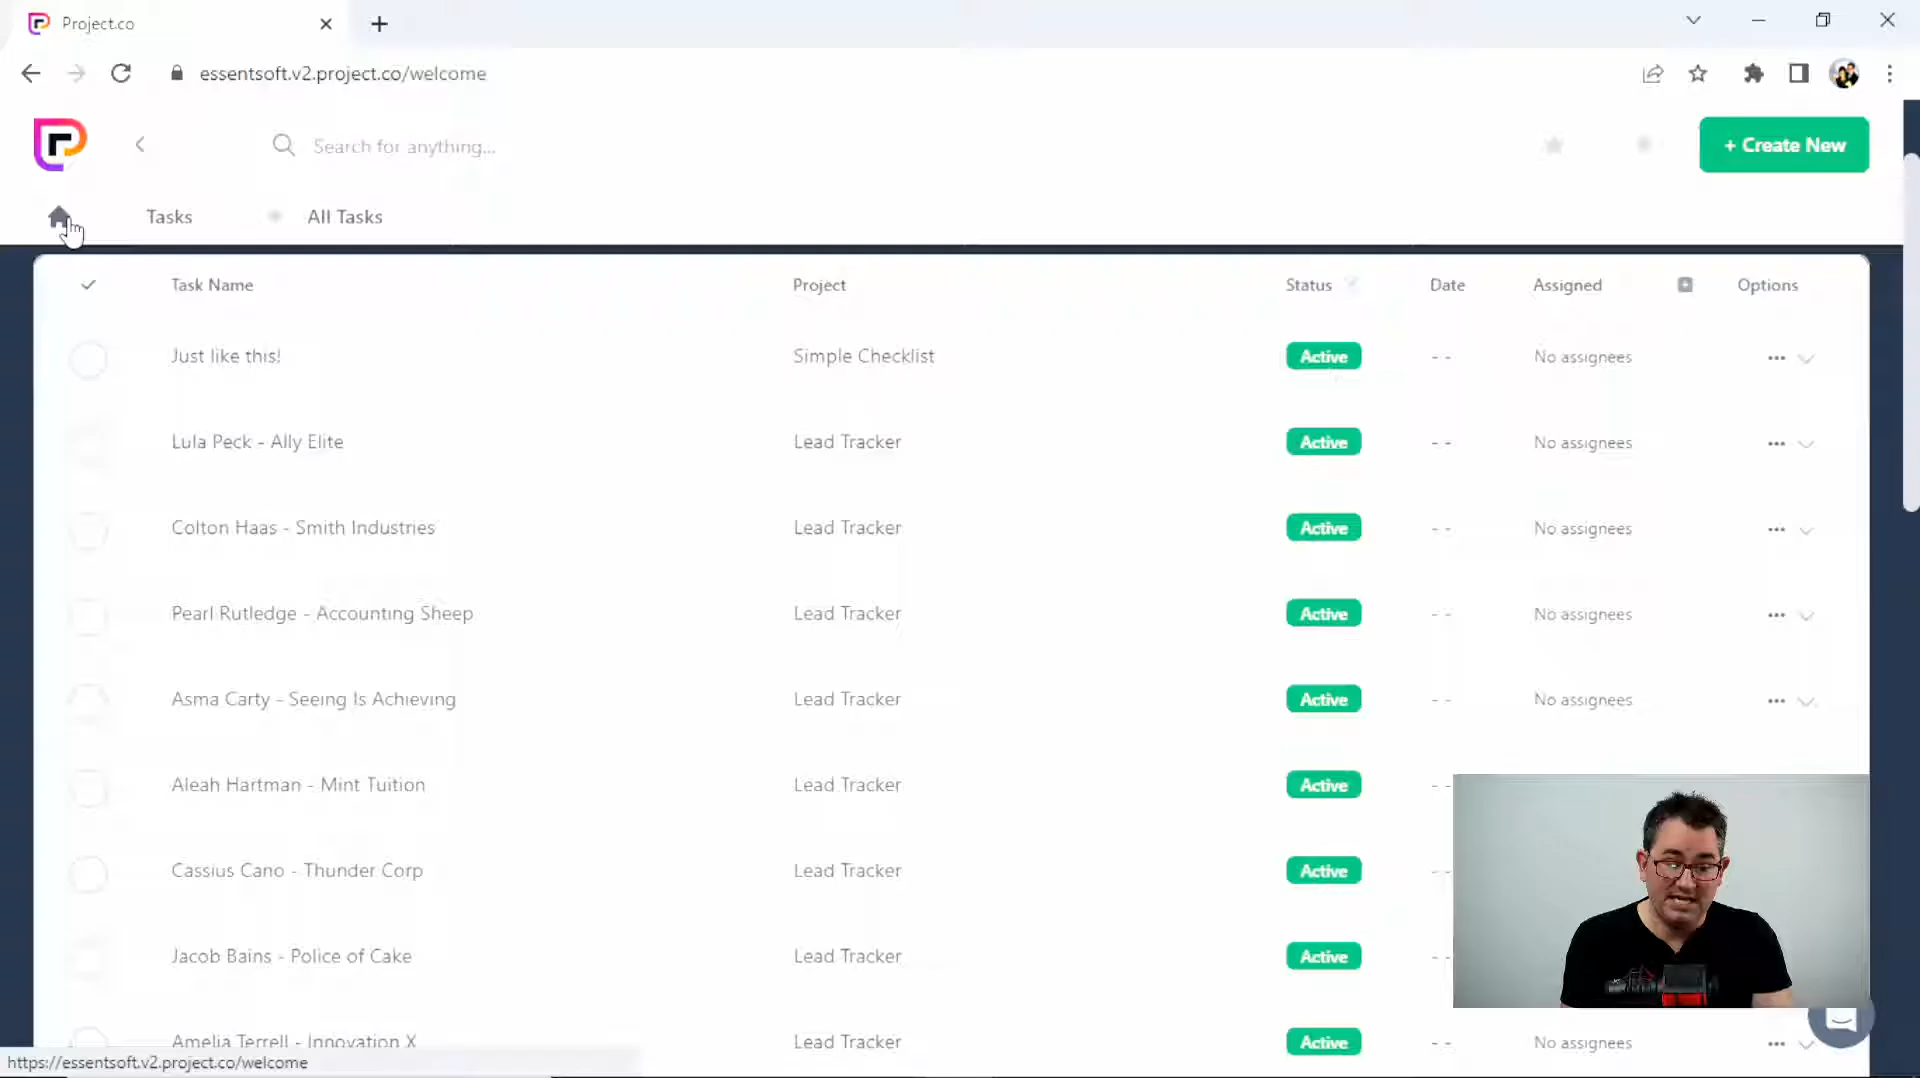 Project.co
essentsoft.v2.project.co/welcome
Search for anything...
+ Create New
Tasks
All Tasks
Task Name Project Status Date Assigned Options
Just like this! Simple Checklist Active - - No assignees
Lula Peck - Ally Elite Lead Tracker Active - - No assignees
Colton Haas - Smith Industries Lead Tracker Active - - No assignees
Pearl Rutledge - Accounting Sheep Lead Tracker Active - - No assignees
Asma Carty - Seeing Is Achieving Lead Tracker Active - - No assignees
Aleah Hartman - Mint Tuition Lead Tracker Active - -
Cassius Cano - Thunder Corp Lead Tracker Active - -
Jacob Bains - Police of Cake Lead Tracker Active - -
Amelia Terrell - Innovation X Lead Tracker Active - - No assignees
https://essentsoft.v2.project.co/welcome